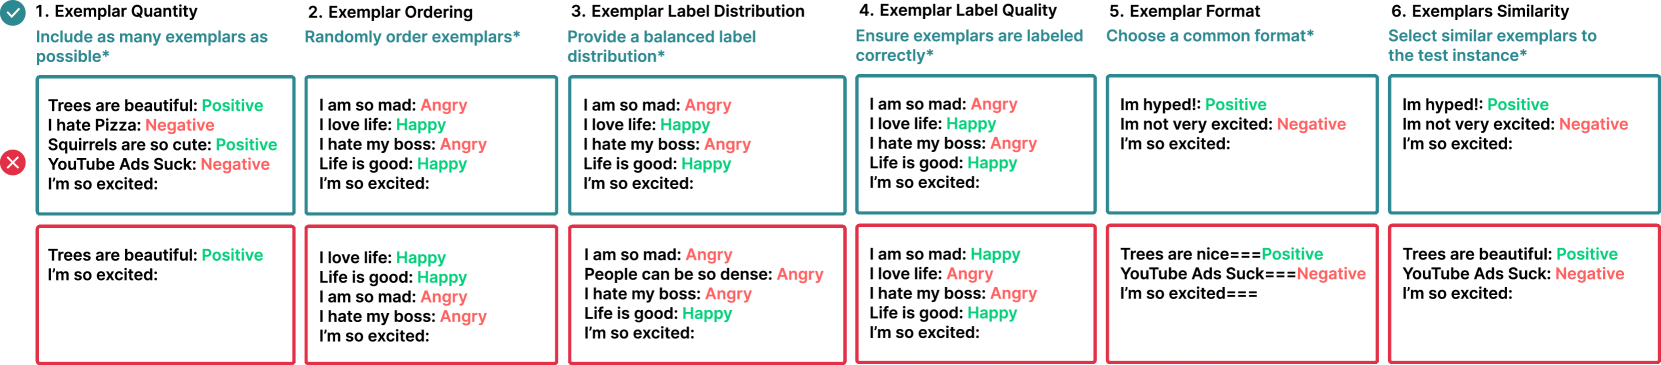 1. Exemplar Quantity
Include as many exemplars as
possible*
Trees are beautiful: Positive
I hate Pizza: Negative
Squirrels are so cute: Positive
YouTube Ads Suck: Negative
I'm so excited:
Trees are beautiful: Positive
I'm so excited:
2. Exemplar Ordering
Randomly order exemplars*
I am so mad: Angry
I love life: Happy
I hate my boss: Angry
Life is good: Happy
I'm so excited:
I love life: Happy
Life is good: Happy
I am so mad: Angry
I hate my boss: Angry
I'm so excited:
3. Exemplar Label Distribution
Provide a balanced label
distribution*
I am so mad: Angry
I love life: Happy
I hate my boss: Angry
Life is good: Happy
I'm so excited:
I am so mad: Angry
People can be so dense: Angry
I hate my boss: Angry
Life is good: Happy
I'm so excited:
4. Exemplar Label Quality
Ensure exemplars are labeled
correctly*
I am so mad: Angry
I love life: Happy
I hate my boss: Angry
Life is good: Happy
I'm so excited:
I am so mad: Happy
I love life: Angry
I hate my boss: Angry
Life is good: Happy
I'm so excited:
5. Exemplar Format
Choose a common format*
Im hyped!: Positive
Im not very excited: Negative
I'm so excited:
Trees are nice===Positive
YouTube Ads Suck===Negative
I'm so excited===
6. Exemplars Similarity
Select similar exemplars to
the test instance*
Im hyped!: Positive
Im not very excited: Negative
I'm so excited:
Trees are beautiful: Positive
YouTube Ads Suck: Negative
I'm so excited: